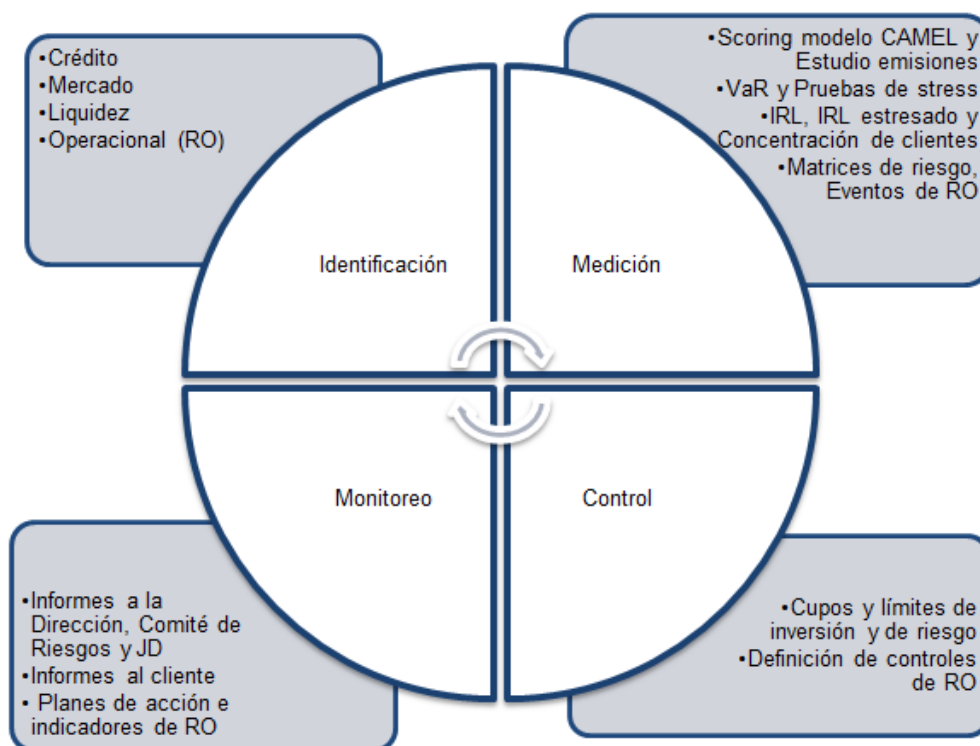 •Crédito
•Mercado
•Liquidez
•Operacional (RO)
•Scoring modelo CAMEL y
Estudio emisiones
•VaR y Pruebas de stress
•IRL, IRL estresado y
Concentración de clientes
•Matrices de riesgo,
Eventos de RO
Identificación
Medición
Monitoreo
Control
•Informes a la
Dirección, Comité de
Riesgos y JD
•Informes al cliente
• Planes de acción e
indicadores de RO
•Cupos y límites de
inversión y de riesgo
•Definición de controles
de RO